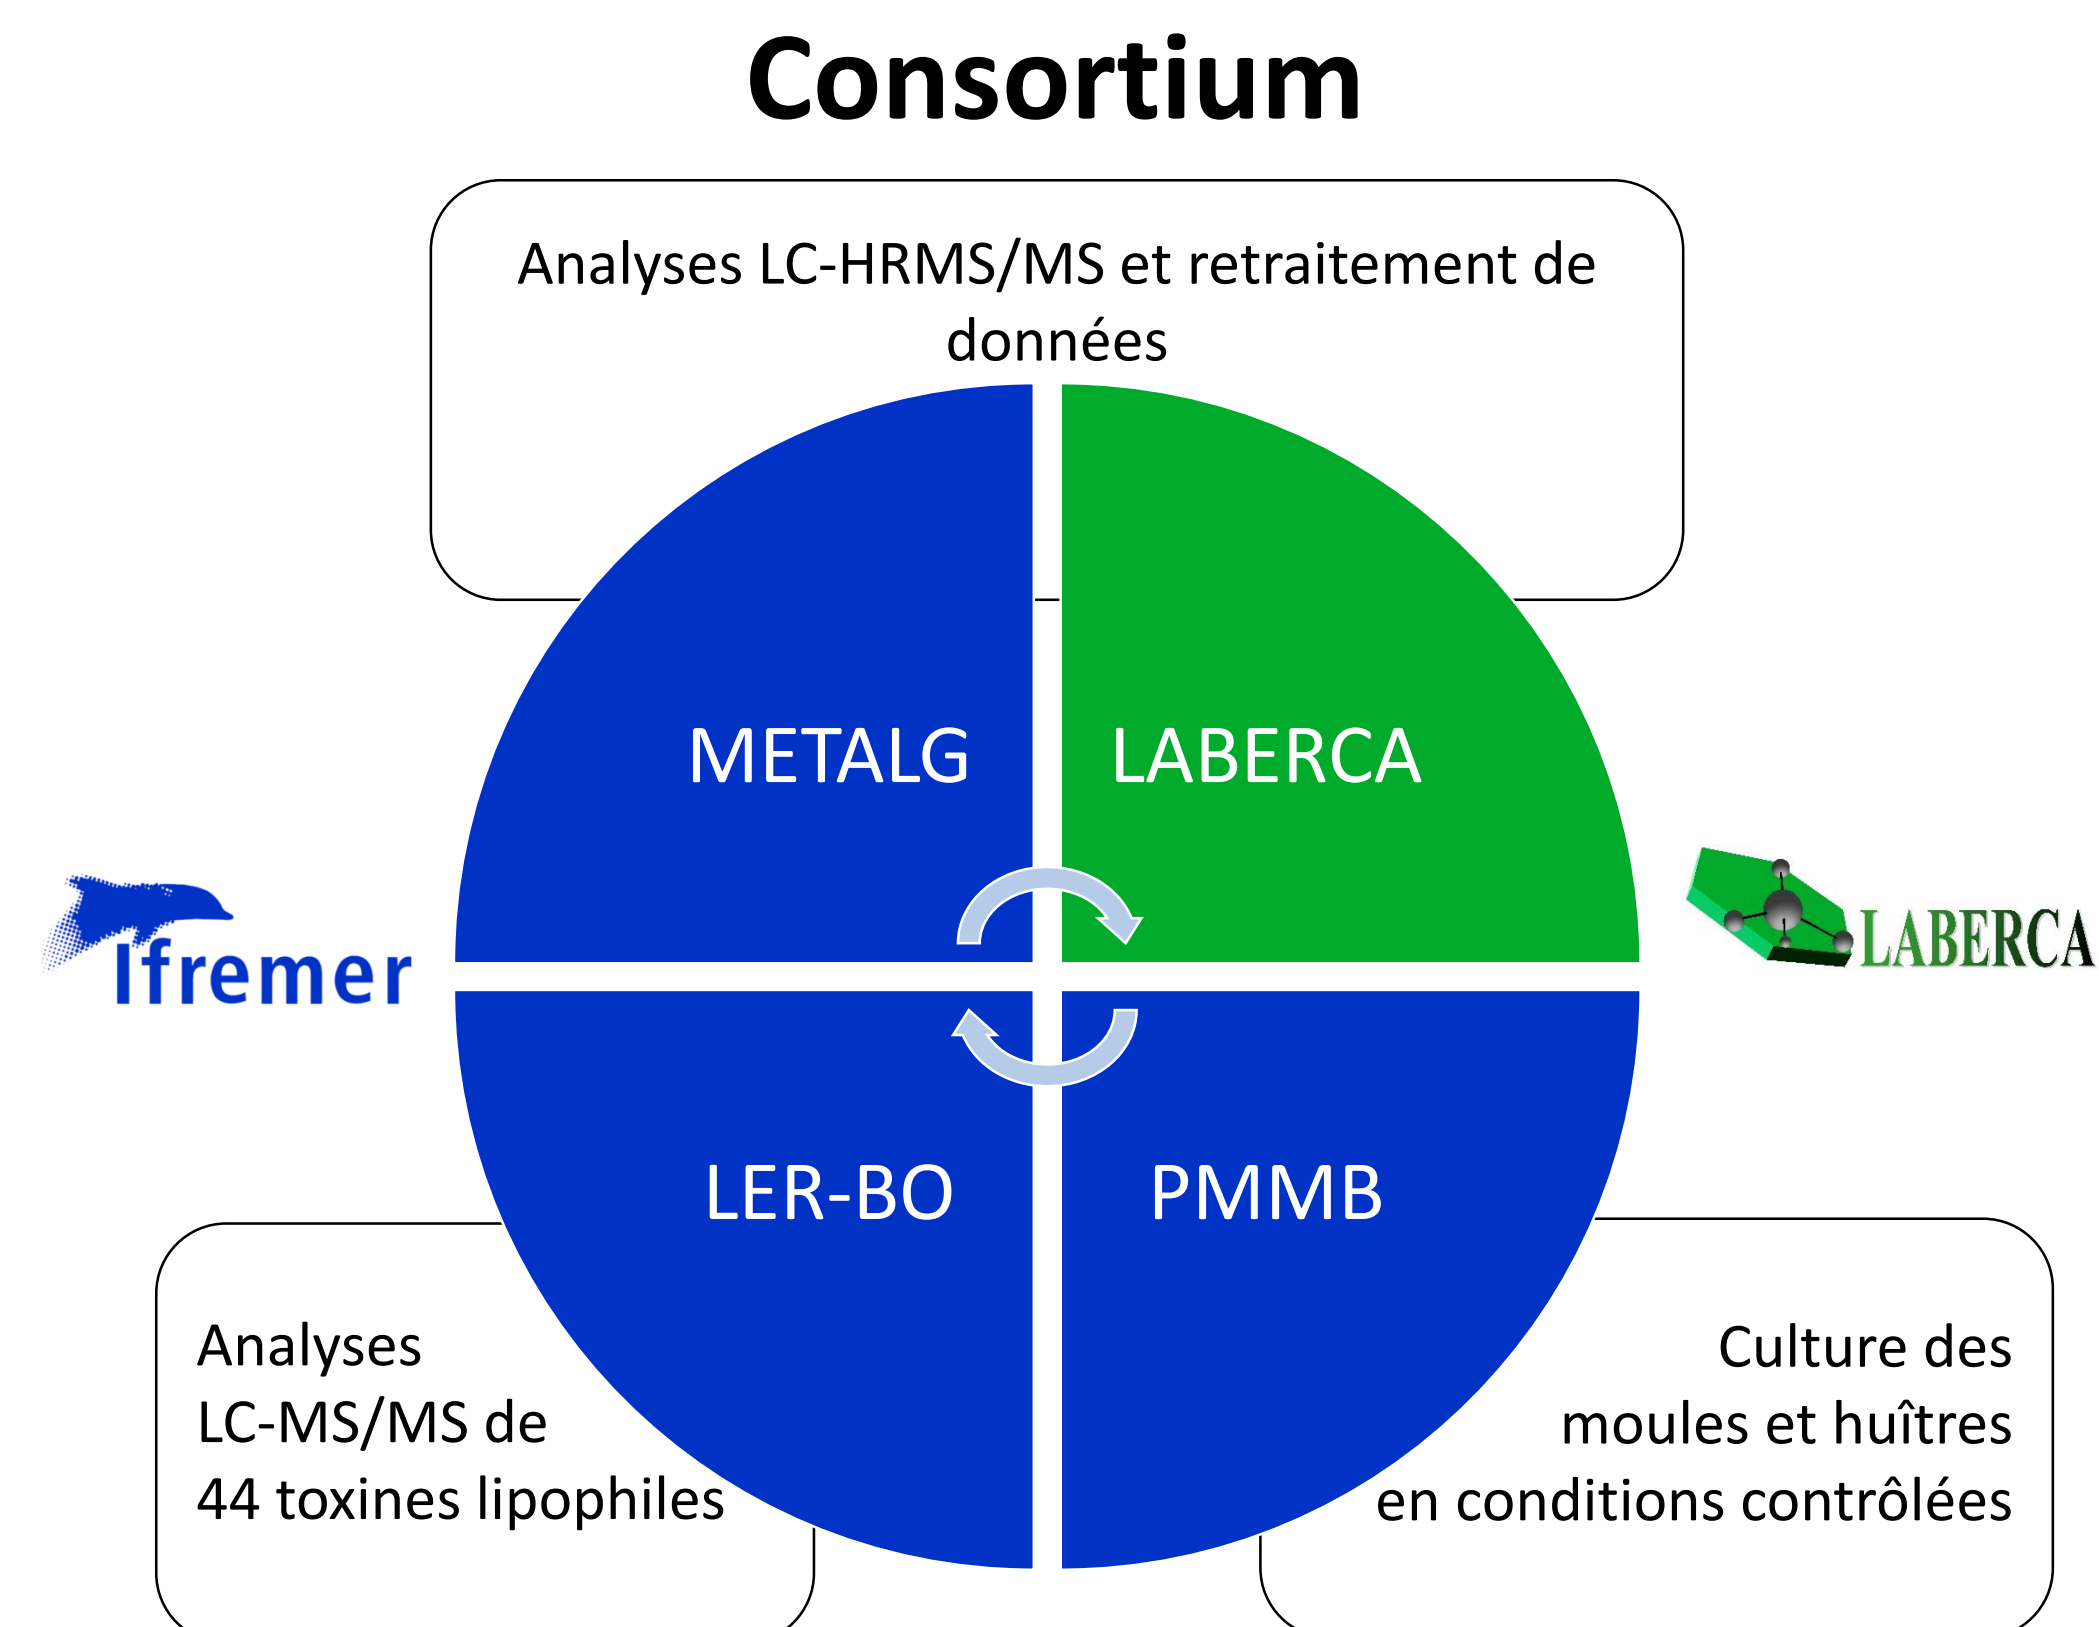 Consortium
Analyses LC-HRMS/MS et retraitement de
données
METALG
LABERCA
Ifremer
LABERCA
LER-BO
PMMB
Analyses
LC-MS/MS de
44 toxines lipophiles
Culture des
moules et huîtres
en conditions contrôlées